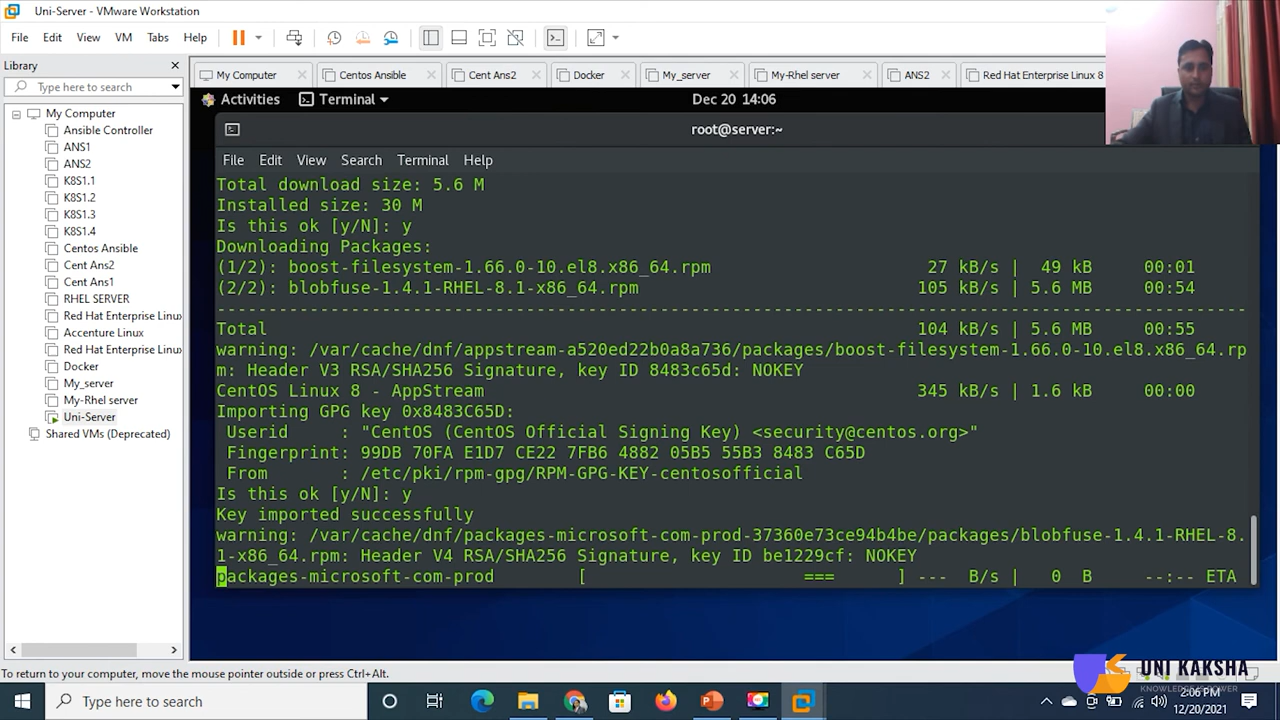 Uni-Server - VMware Workstation
File Edit View VM Tabs Help
Library
Type here to search
My Computer
Ansible Controller
ANS1
ANS2
K8S1.1
K8S1.2
K8S1.3
K8S1.4
Centos Ansible
Cent Ans2
Cent Ans1
RHEL SERVER
Red Hat Enterprise Linux
Accenture Linux
Red Hat Enterprise Linux
Docker
My_server
My-Rhel server
Uni-Server
Shared VMs (Deprecated)
My Computer Centos Ansible Cent Ans2 Docker My_server My-Rhel server ANS2 Red Hat Enterprise Linux 8
Activities Terminal Dec 20 14:06
root@server:~
File Edit View Search Terminal Help
Total download size: 5.6 M
Installed size: 30 M
Is this ok [y/N]: y
Downloading Packages:
(1/2): boost-filesystem-1.66.0-10.el8.x86_64.rpm 27 kB/s | 49 kB 00:01
(2/2): blobfuse-1.4.1-RHEL-8.1-x86_64.rpm 105 kB/s | 5.6 MB 00:54
--------------------------------------------------------------------------------
Total 104 kB/s | 5.6 MB 00:55
warning: /var/cache/dnf/appstream-a520ed22b0a8a736/packages/boost-filesystem-1.66.0-10.el8.x86_64.rp
m: Header V3 RSA/SHA256 Signature, key ID 8483c65d: NOKEY
CentOS Linux 8 - AppStream 345 kB/s | 1.6 kB 00:00
Importing GPG key 0x8483C65D:
Userid : "CentOS (CentOS Official Signing Key) <security@centos.org>"
Fingerprint: 99DB 70FA E1D7 CE22 7FB6 4882 05B5 55B3 8483 C65D
From : /etc/pki/rpm-gpg/RPM-GPG-KEY-centosofficial
Is this ok [y/N]: y
Key imported successfully
warning: /var/cache/dnf/packages-microsoft-com-prod-37360e73ce94b4be/packages/blobfuse-1.4.1-RHEL-8.
1-x86_64.rpm: Header V4 RSA/SHA256 Signature, key ID be1229cf: NOKEY
packages-microsoft-com-prod [ === ] --- B/s | 0 B --:-- ETA
To return to your computer, move the mouse pointer outside or press Ctrl+Alt.
UNI KAKSHA
KNOWLEDGE POWER
Type here to search
2:06 PM
12/20/2021